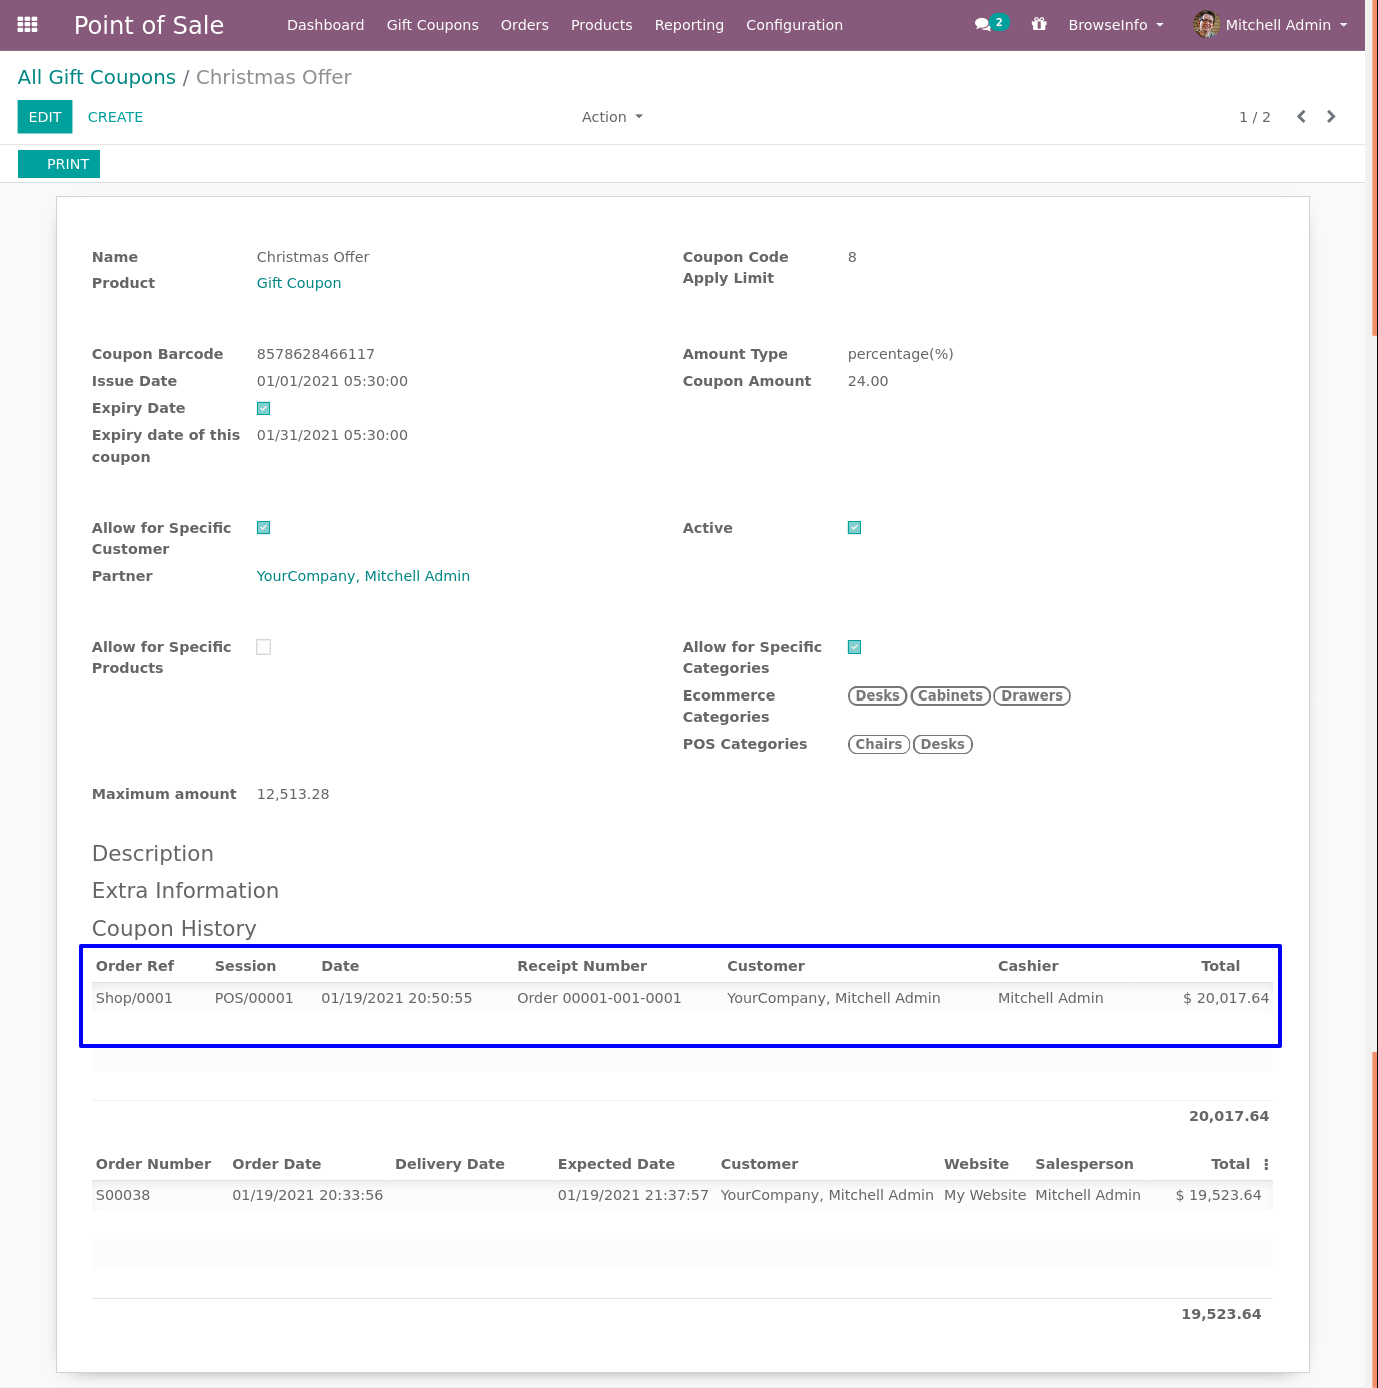 Point of Sale Dashboard Gift Coupons Orders Products Reporting Configuration 2 BrowseInfo Mitchell Admin
All Gift Coupons / Christmas Offer
EDIT CREATE Action 1 / 2
PRINT
Name Christmas Offer Coupon Code 8
Apply Limit
Product Gift Coupon
Coupon Barcode 8578628466117 Amount Type percentage(%)
Issue Date 01/01/2021 05:30:00 Coupon Amount 24.00
Expiry Date
Expiry date of this 01/31/2021 05:30:00
coupon
Allow for Specific Active
Customer
Partner YourCompany, Mitchell Admin
Allow for Specific Allow for Specific
Products Categories
Ecommerce Desks Cabinets Drawers
Categories
POS Categories Chairs Desks
Maximum amount 12,513.28
Description
Extra Information
Coupon History
Order Ref Session Date Receipt Number Customer Cashier Total
Shop/0001 POS/00001 01/19/2021 20:50:55 Order 00001-001-0001 YourCompany, Mitchell Admin Mitchell Admin $ 20,017.64
20,017.64
Order Number Order Date Delivery Date Expected Date Customer Website Salesperson Total
S00038 01/19/2021 20:33:56 01/19/2021 21:37:57 YourCompany, Mitchell Admin My Website Mitchell Admin $ 19,523.64
19,523.64